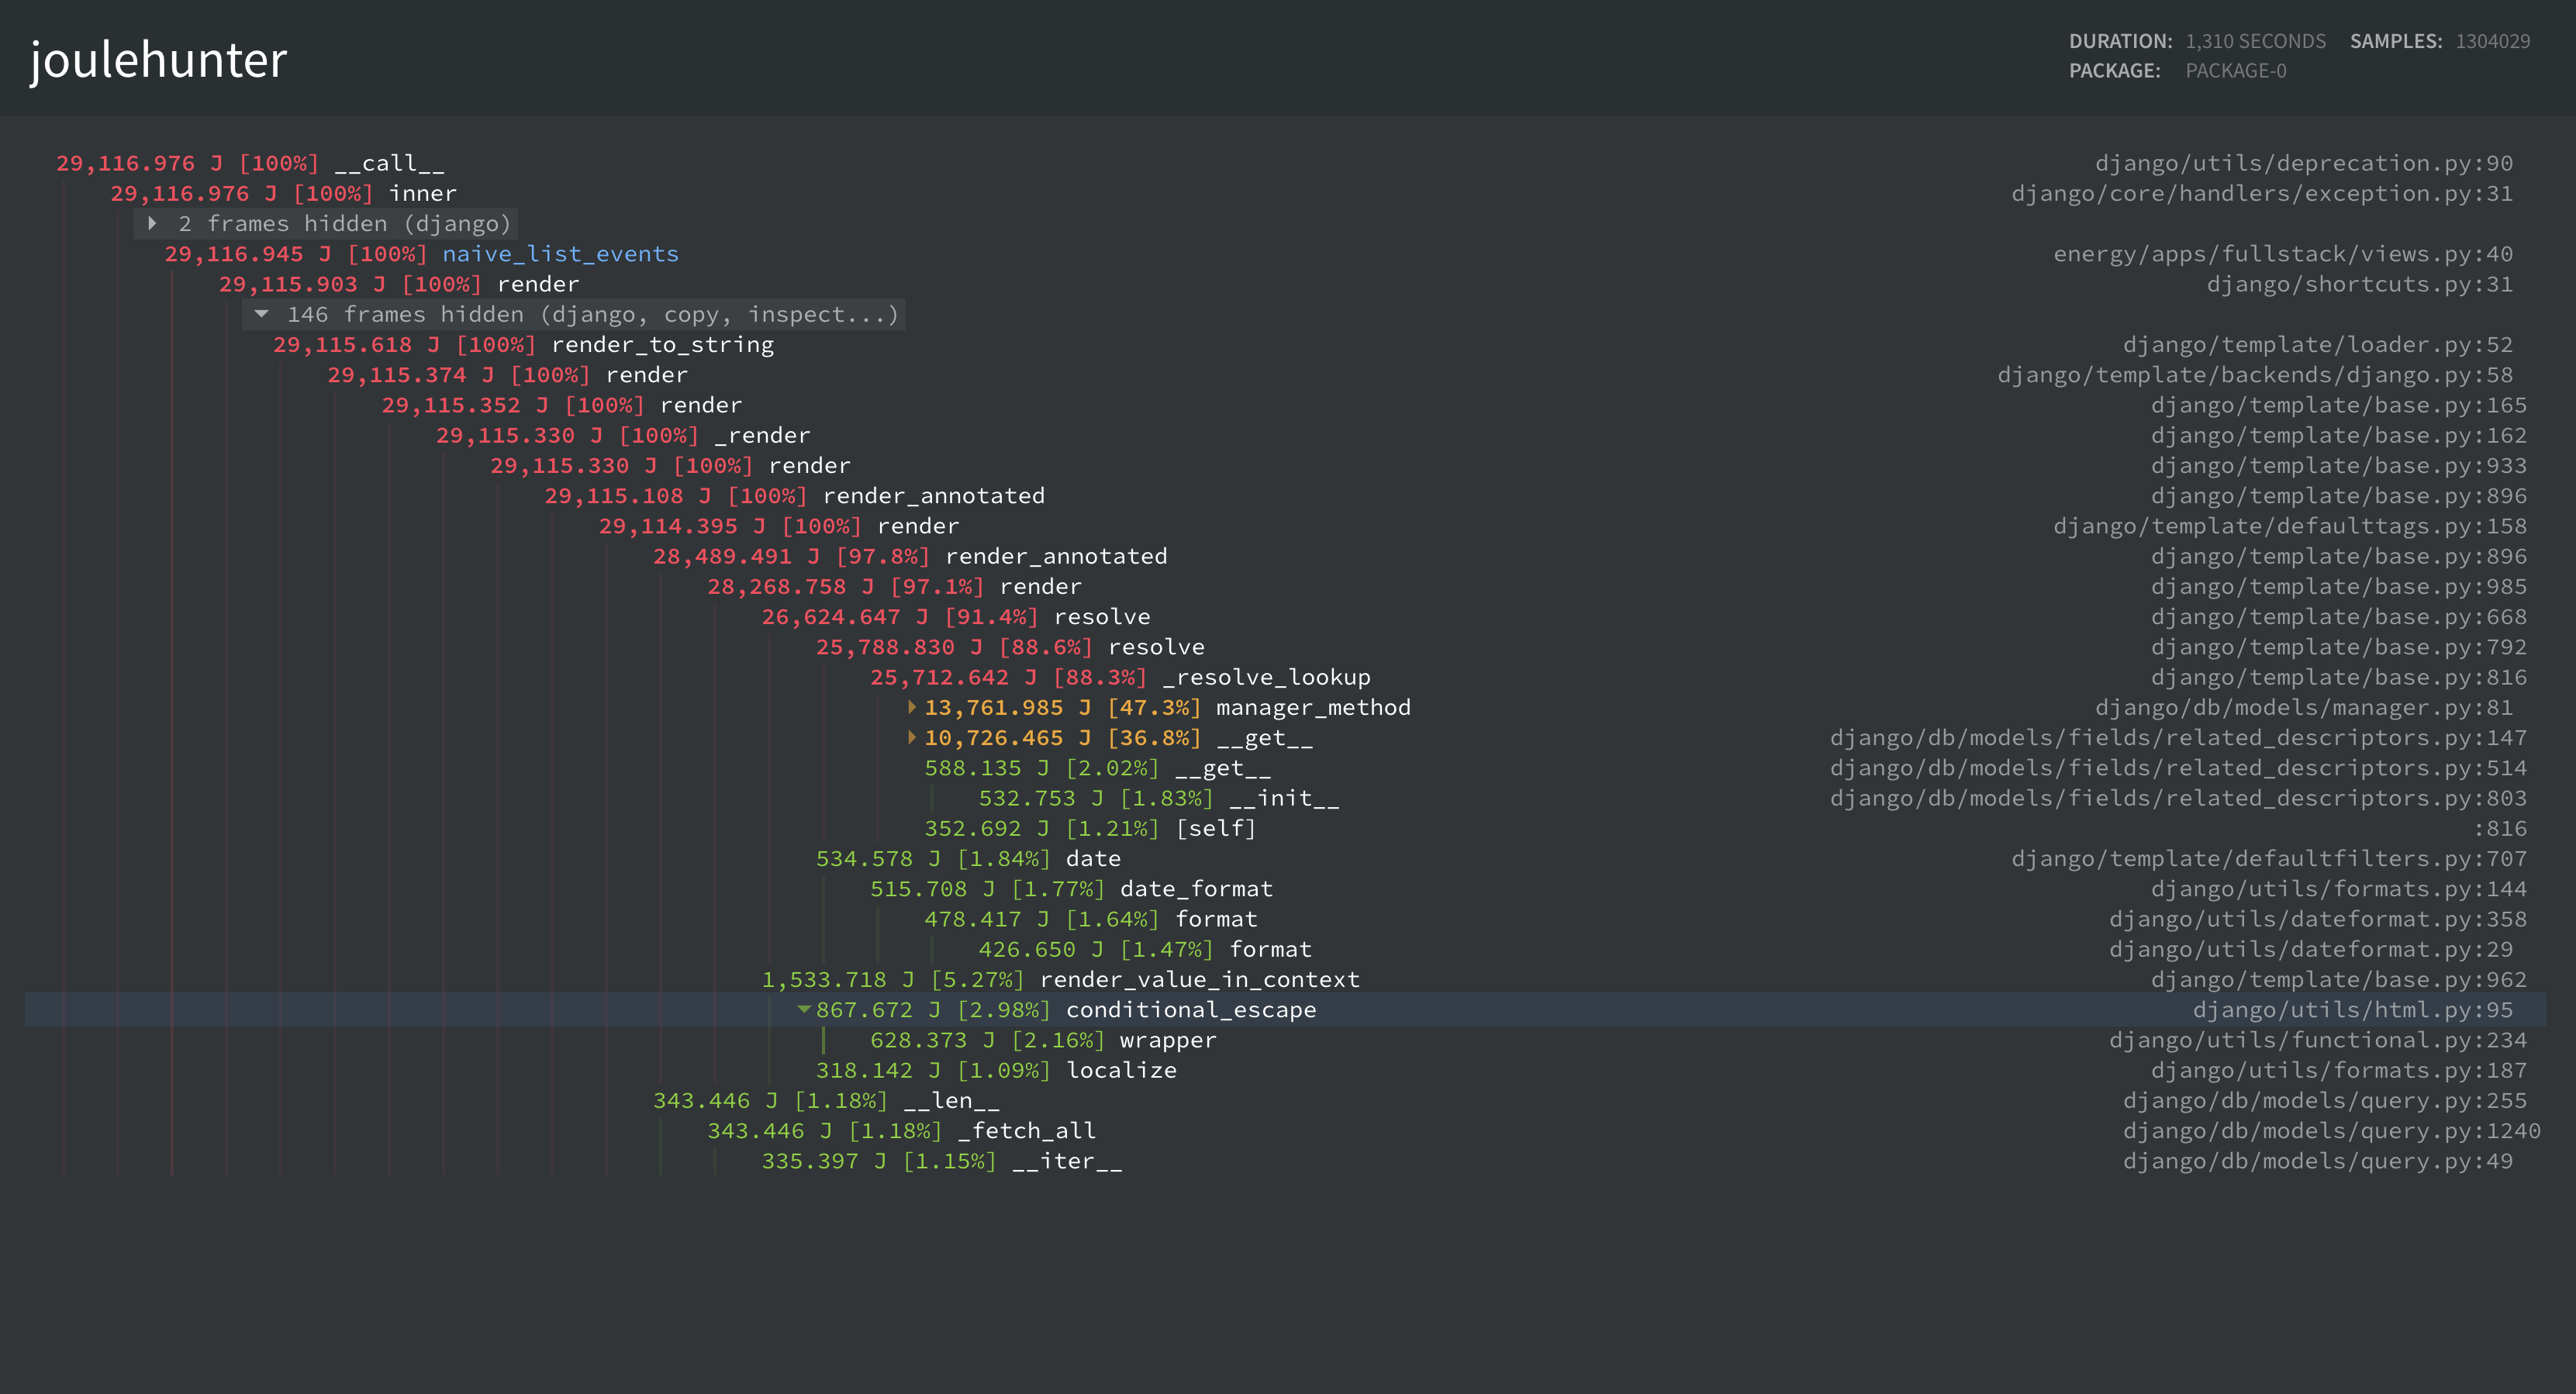 joulehunter
DURATION: 1,310 SECONDS SAMPLES: 1304029
PACKAGE: PACKAGE-0
29,116.976 J [100%] __call__ django/utils/deprecation.py:90
29,116.976 J [100%] inner django/core/handlers/exception.py:31
2 frames hidden (django)
29,116.945 J [100%] naive_list_events energy/apps/fullstack/views.py:40
29,115.903 J [100%] render django/shortcuts.py:31
146 frames hidden (django, copy, inspect...)
29,115.618 J [100%] render_to_string django/template/loader.py:52
29,115.374 J [100%] render django/template/backends/django.py:58
29,115.352 J [100%] render django/template/base.py:165
29,115.330 J [100%] _render django/template/base.py:162
29,115.330 J [100%] render django/template/base.py:933
29,115.108 J [100%] render_annotated django/template/base.py:896
29,114.395 J [100%] render django/template/defaulttags.py:158
28,489.491 J [97.8%] render_annotated django/template/base.py:896
28,268.758 J [97.1%] render django/template/base.py:985
26,624.647 J [91.4%] resolve django/template/base.py:668
25,788.830 J [88.6%] resolve django/template/base.py:792
25,712.642 J [88.3%] _resolve_lookup django/template/base.py:816
13,761.985 J [47.3%] manager_method django/db/models/manager.py:81
10,726.465 J [36.8%] __get__ django/db/models/fields/related_descriptors.py:147
588.135 J [2.02%] __get__ django/db/models/fields/related_descriptors.py:514
532.753 J [1.83%] __init__ django/db/models/fields/related_descriptors.py:803
352.692 J [1.21%] [self] :816
534.578 J [1.84%] date django/template/defaultfilters.py:707
515.708 J [1.77%] date_format django/utils/formats.py:144
478.417 J [1.64%] format django/utils/dateformat.py:358
426.650 J [1.47%] format django/utils/dateformat.py:29
1,533.718 J [5.27%] render_value_in_context django/template/base.py:962
867.672 J [2.98%] conditional_escape django/utils/html.py:95
628.373 J [2.16%] wrapper django/utils/functional.py:234
318.142 J [1.09%] localize django/utils/formats.py:187
343.446 J [1.18%] __len__ django/db/models/query.py:255
343.446 J [1.18%] _fetch_all django/db/models/query.py:1240
335.397 J [1.15%] __iter__ django/db/models/query.py:49